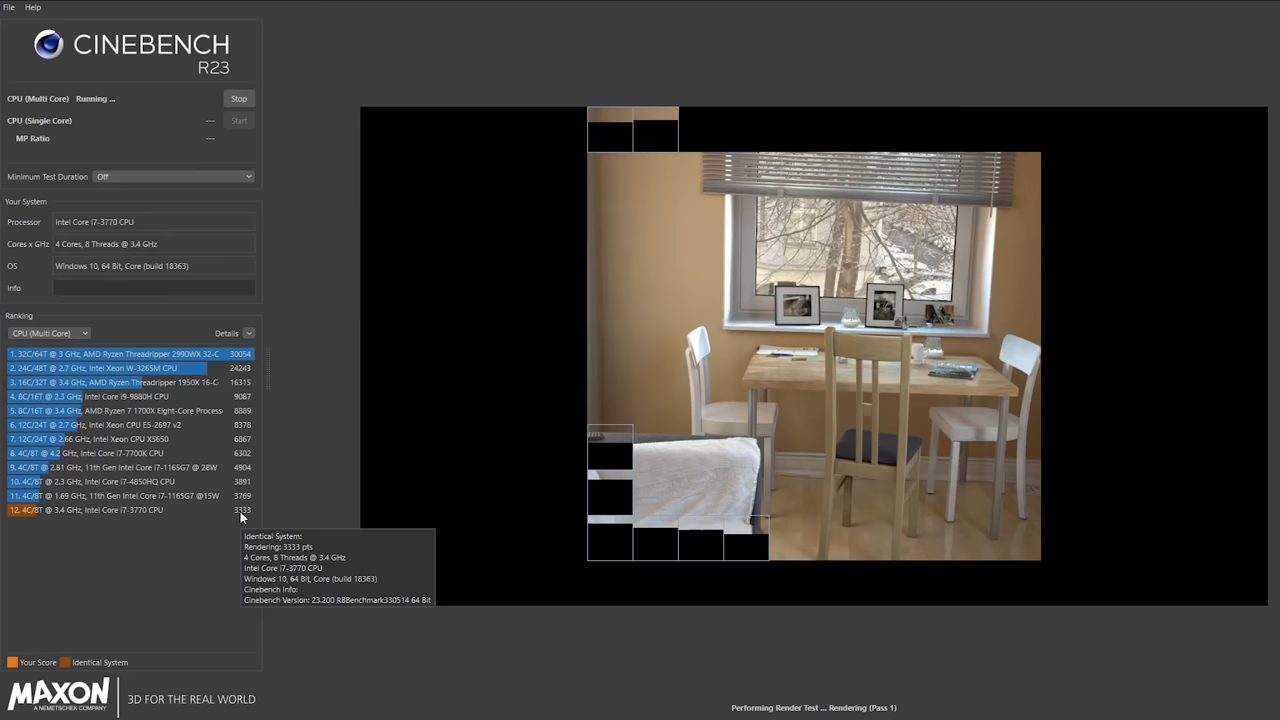 File Help
CINEBENCH
R23
CPU (Multi Core) Running ... Stop
CPU (Single Core) --- Start
MP Ratio ---
Minimum Test Duration Off
Your System
Processor Intel Core i7-3770 CPU
Cores x GHz 4 Cores, 8 Threads @ 3.4 GHz
OS Windows 10, 64 Bit, Core (build 18363)
Info
Ranking
CPU (Multi Core) Details
1. 32C/64T @ 3 GHz, AMD Ryzen Threadripper 2990WX 32-C 30054
2. 24C/48T @ 2.7 GHz, Intel Xeon W-3265M CPU 24243
3. 16C/32T @ 3.4 GHz, AMD Ryzen Threadripper 1950X 16-C 16315
4. 8C/16T @ 2.3 GHz, Intel Core i9-9880H CPU 9087
5. 8C/16T @ 3.4 GHz, AMD Ryzen 7 1700X Eight-Core Process 8889
6. 12C/24T @ 2.7 GHz, Intel Xeon CPU E5-2697 v2 8378
7. 12C/24T @ 2.66 GHz, Intel Xeon CPU X5650 6867
8. 4C/8T @ 4.2 GHz, Intel Core i7-7700K CPU 6302
9. 4C/8T @ 2.81 GHz, 11th Gen Intel Core i7-1165G7 @ 28W 4904
10. 4C/8T @ 2.3 GHz, Intel Core i7-4850HQ CPU 3891
11. 4C/8T @ 1.69 GHz, 11th Gen Intel Core i7-1165G7 @15W 3769
12. 4C/8T @ 3.4 GHz, Intel Core i7-3770 CPU 3333
Identical System:
Rendering: 3333 pts
4 Cores, 8 Threads @ 3.4 GHz
Intel Core i7-3770 CPU
Windows 10, 64 Bit, Core (build 18363)
Cinebench Info:
Cinebench Version: 23.200 RBBenchmark330514 64 Bit
Your Score Identical System
MAXON
A NEMETSCHEK COMPANY
3D FOR THE REAL WORLD
Performing Render Test ... Rendering (Pass 1)